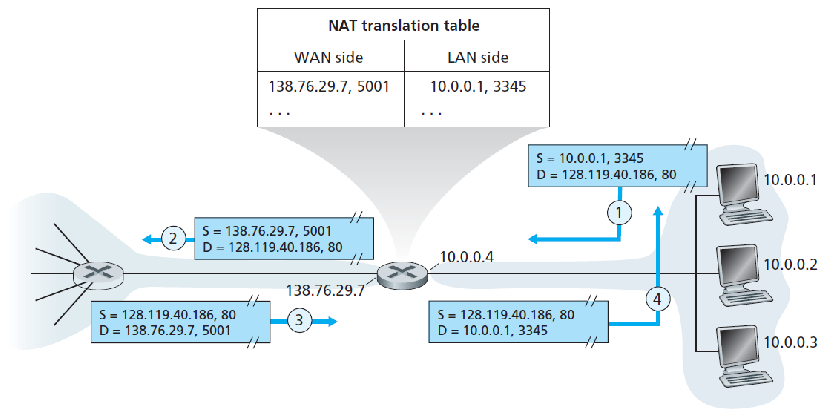 NAT translation table
WAN side LAN side
138.76.29.7, 5001 10.0.0.1, 3345
. . . . . .
S = 10.0.0.1, 3345
D = 128.119.40.186, 80
1
10.0.0.1
S = 138.76.29.7, 5001
D = 128.119.40.186, 80
2
10.0.0.4
10.0.0.2
138.76.29.7
S = 128.119.40.186, 80
D = 138.76.29.7, 5001
3
S = 128.119.40.186, 80
D = 10.0.0.1, 3345
4
10.0.0.3